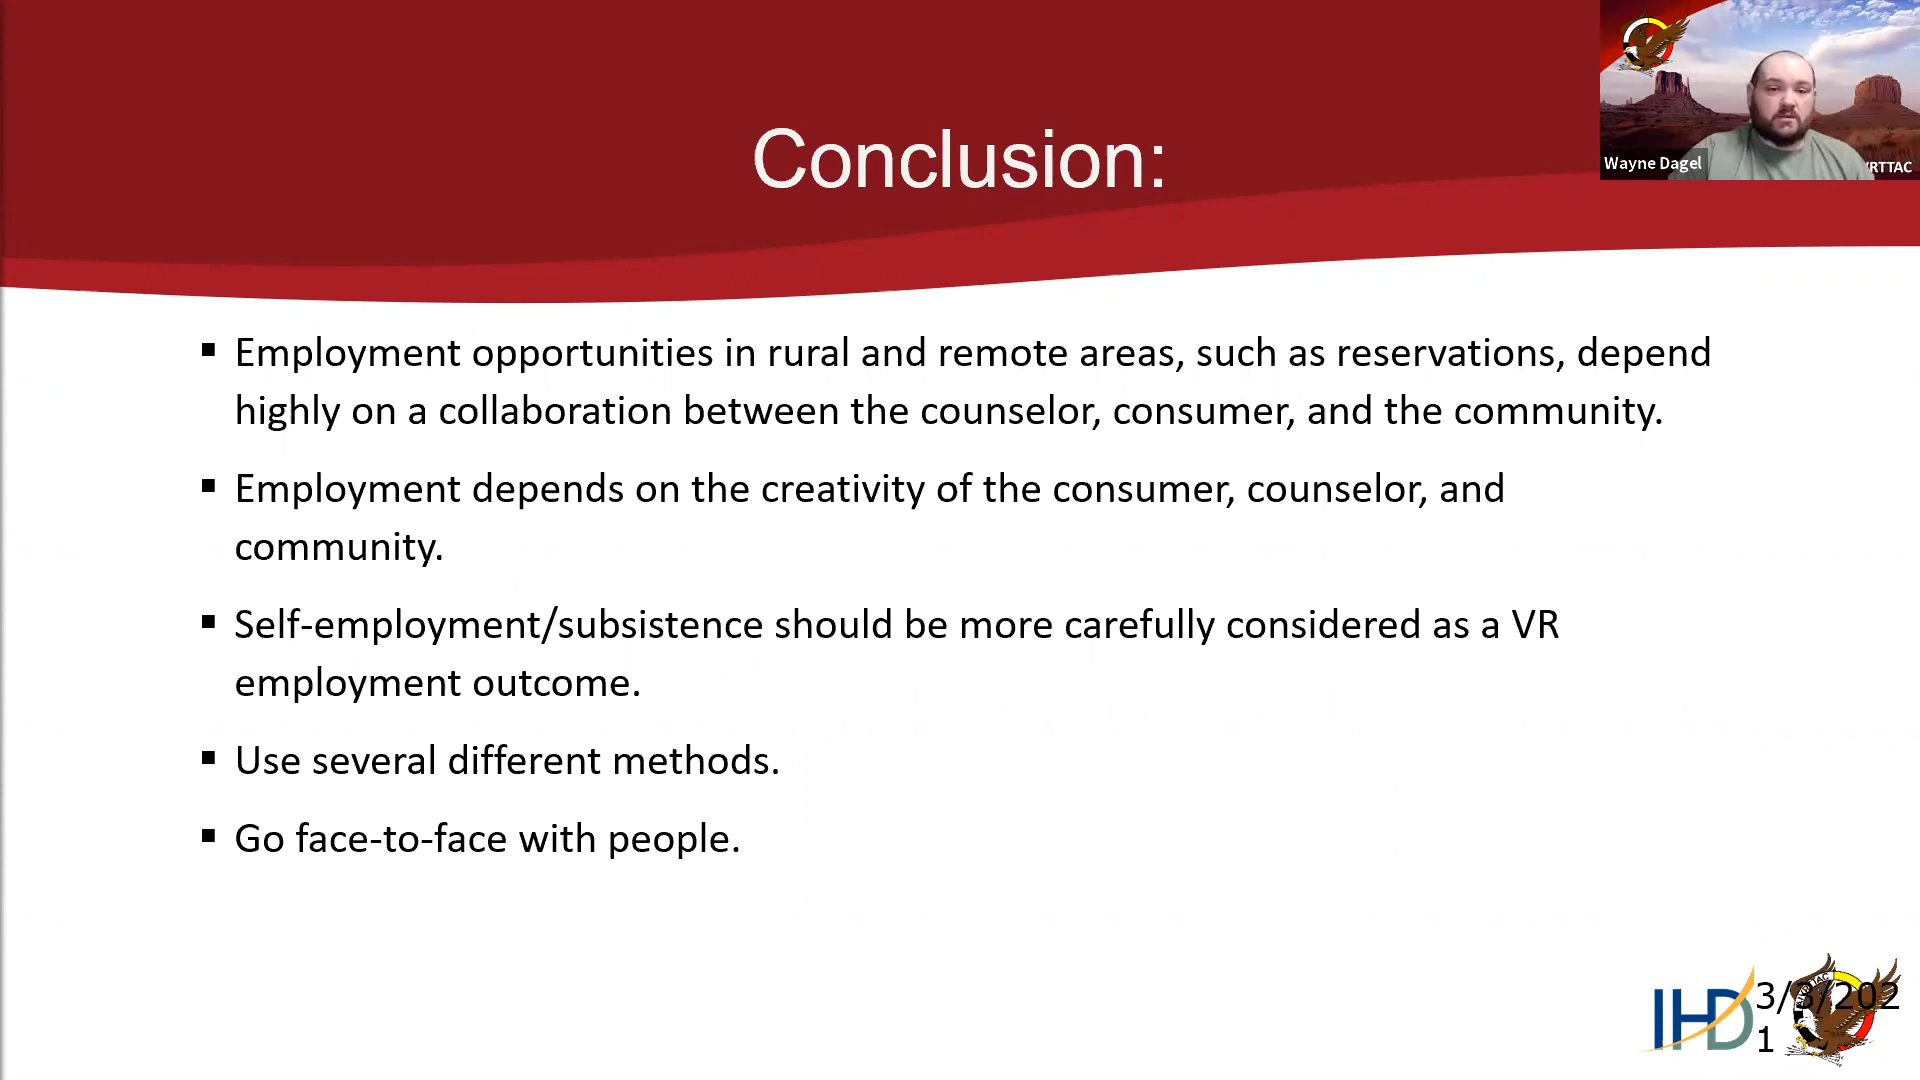 Conclusion:
Wayne Dagel
VRTTAC
▪ Employment opportunities in rural and remote areas, such as reservations, depend
highly on a collaboration between the counselor, consumer, and the community.
▪ Employment depends on the creativity of the consumer, counselor, and
community.
▪ Self-employment/subsistence should be more carefully considered as a VR
employment outcome.
▪ Use several different methods.
▪ Go face-to-face with people.
IHD
3/3/202
1